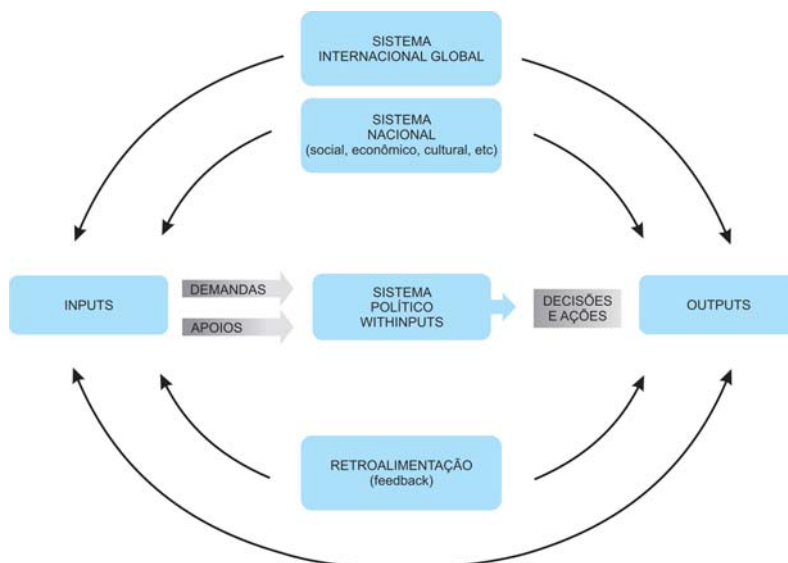 SISTEMA
INTERNACIONAL GLOBAL
SISTEMA
NACIONAL
(social, econômico, cultural, etc)
INPUTS
DEMANDAS
APOIOS
SISTEMA
POLÍTICO
WITHINPUTS
DECISÕES
E AÇÕES
OUTPUTS
RETROALIMENTAÇÃO
(feedback)